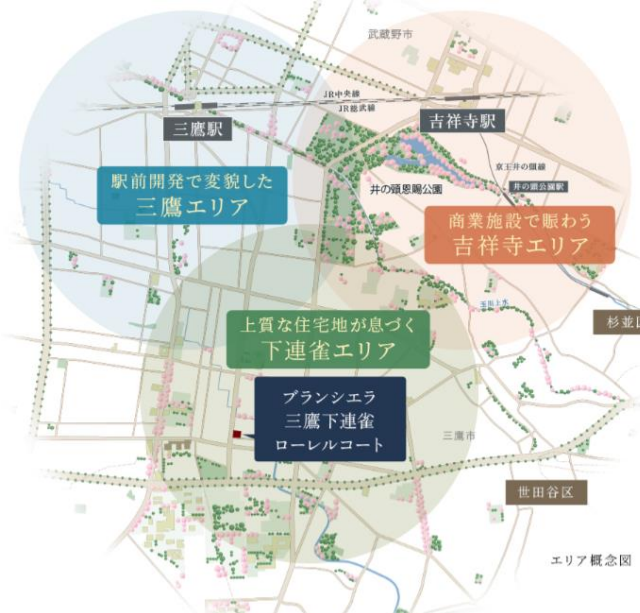 武蔵野市
JR中央線
JR総武線
三鷹駅
吉祥寺駅
京王井の頭線
井の頭公園駅
井の頭恩賜公園
駅前開発で変貌した
三鷹エリア
商業施設で賑わう
吉祥寺エリア
玉川上水
杉並区
上質な住宅地が息づく
下連雀エリア
ブランシエラ
三鷹下連雀
ローレルコート
三鷹市
世田谷区
エリア概念図